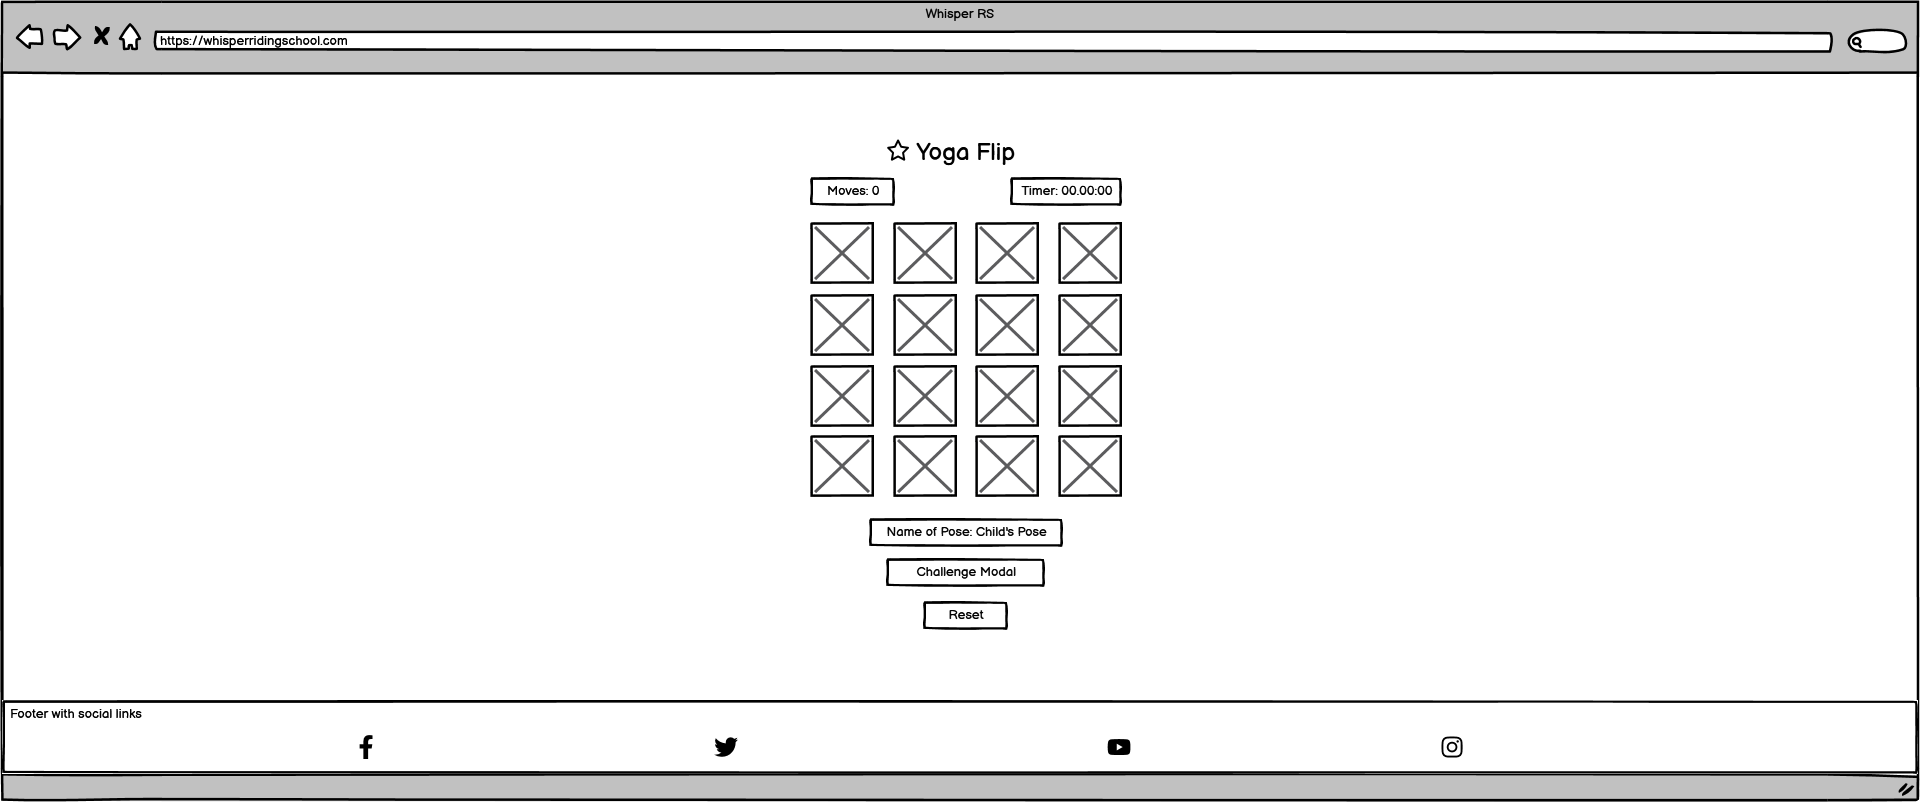 Whisper RS
https://whisperridingschool.com
Yoga Flip
Moves: 0
Timer: 00.00:00
Name of Pose: Child's Pose
Challenge Modal
Reset
Footer with social links